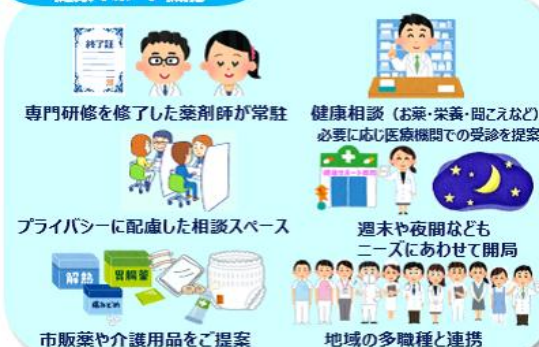 修了証
専門研修を修了した薬剤師が常駐
健康相談（お薬・栄養・聞こえなど）
必要に応じ医療機関での受診を提案
プライバシーに配慮した相談スペース
週末や夜間なども
ニーズにあわせて開局
解熱
胃腸薬
市販薬や介護用品をご提案
地域の多職種と連携